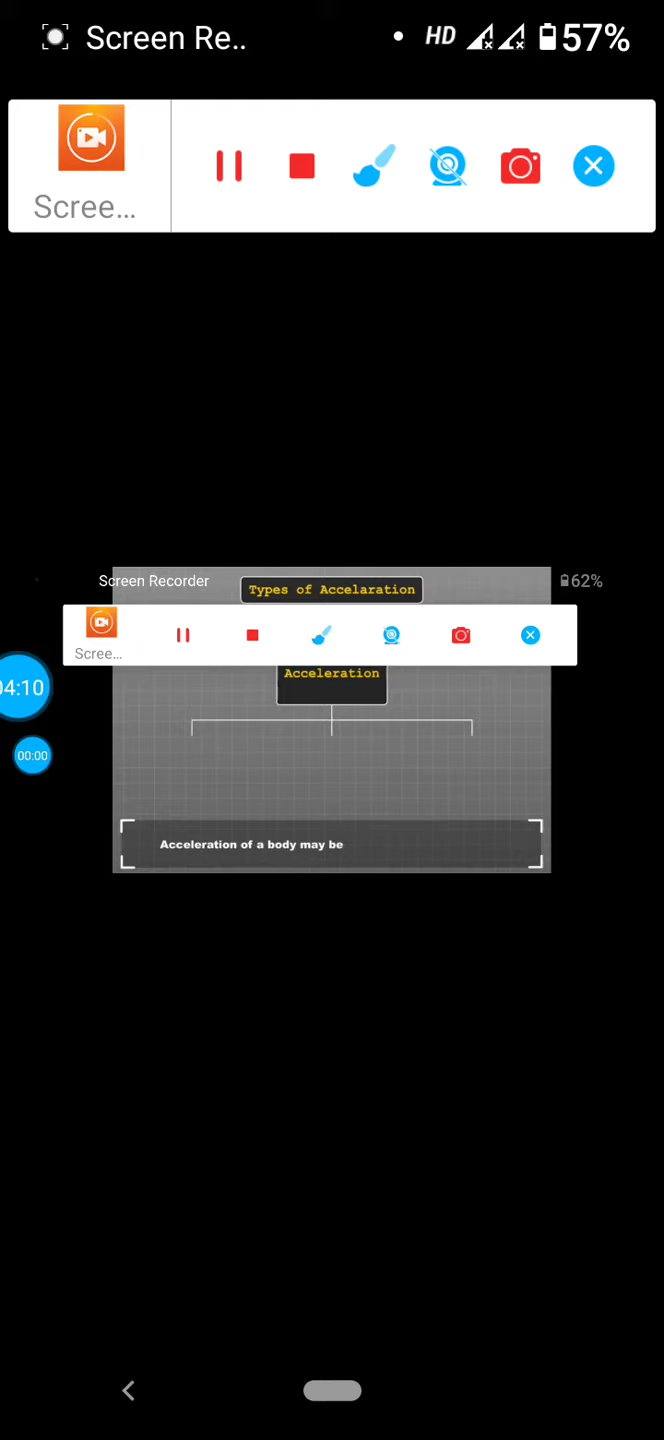 Screen Re..
HD
57%
Scree...
Screen Recorder
62%
Types of Accelaration
Scree...
Acceleration
04:10
00:00
Acceleration of a body may be